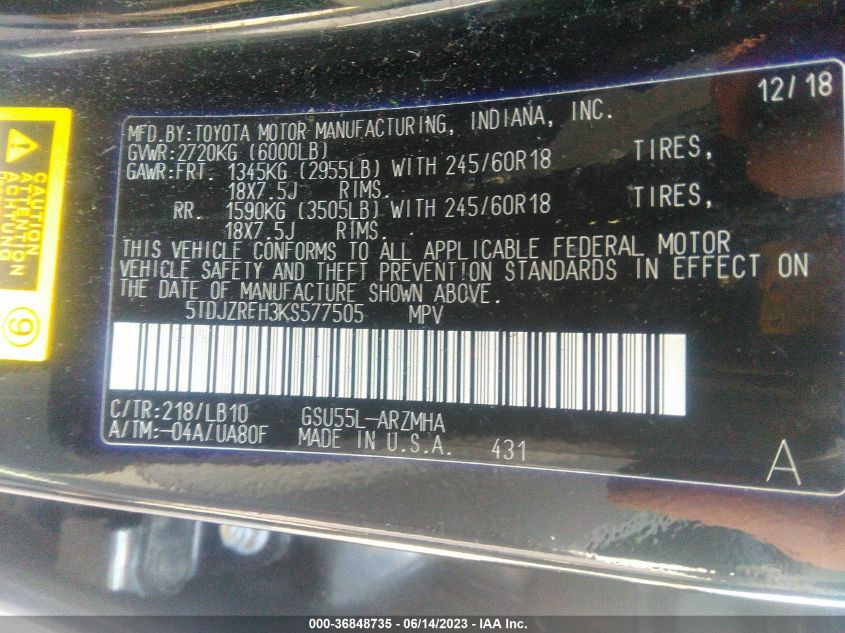 12/18
MFD.BY:TOYOTA MOTOR MANUFACTURING, INDIANA, INC.
GVWR:2720KG (6000LB)
GAWR:FRT. 1345KG (2955LB) WITH 245/60R18 TIRES,
18X7.5J RIMS.
RR. 1590KG (3505LB) WITH 245/60R18 TIRES,
18X7.5J RIMS.
THIS VEHICLE CONFORMS TO ALL APPLICABLE FEDERAL MOTOR
VEHICLE SAFETY AND THEFT PREVENTION STANDARDS IN EFFECT ON
THE DATE OF MANUFACTURE SHOWN ABOVE.
5TDJZRFH3KS577505 MPV
C/TR:218/LB10 GSU55L-ARZMHA
A/TM:-04A/UA80F MADE IN U.S.A. 431
A
CAUTION
ATTENTION
ACHTUNG
9
000-36848735 - 06/14/2023 - IAA Inc.